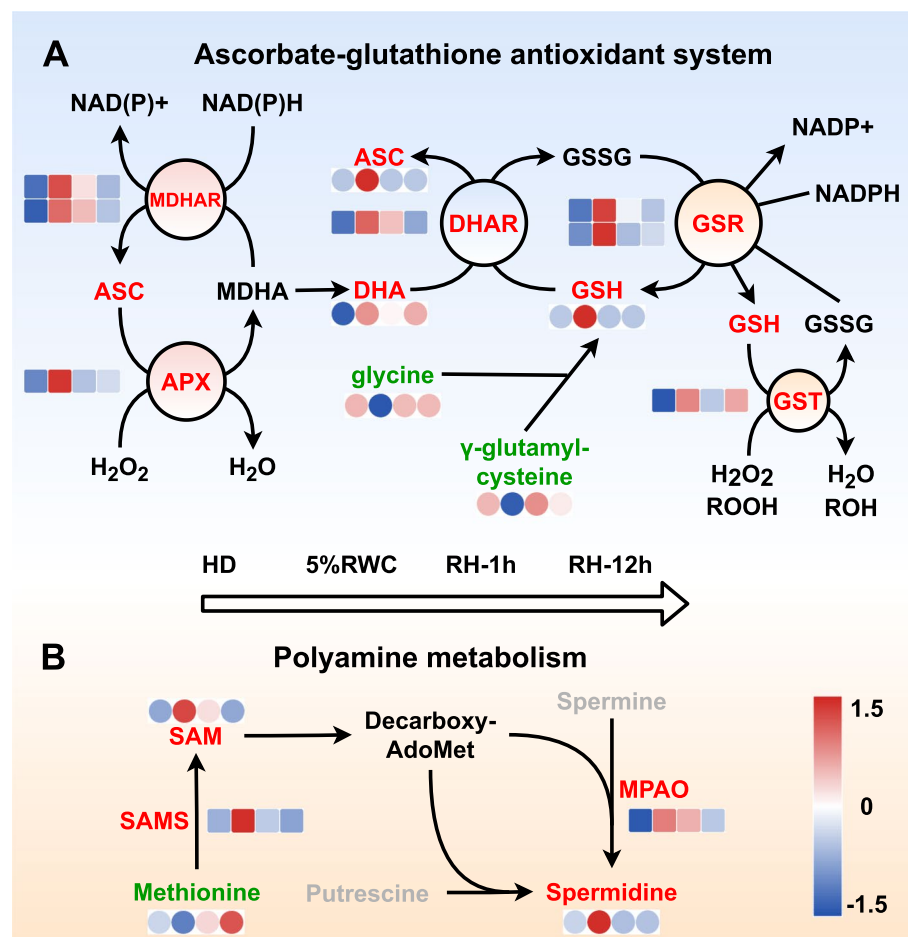 A
Ascorbate-glutathione antioxidant system
NAD(P)+
NAD(P)H
NADP+
MDHAR
ASC
GSSG
NADPH
DHAR
GSR
ASC
MDHA
DHA
GSH
GSH
GSSG
APX
glycine
GST
γ-glutamyl-
cysteine
H₂O₂
H₂O
H₂O₂
ROOH
H₂O
ROH
HD
5%RWC
RH-1h
RH-12h
B
Polyamine metabolism
SAM
Decarboxy-
AdoMet
Spermine
1.5
MPAO
0
SAMS
Methionine
Putrescine
Spermidine
-1.5